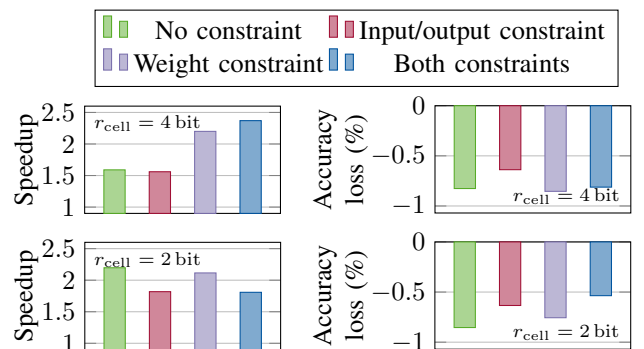 No constraint Input/output constraint
Weight constraint Both constraints
Speedup
2.5
2
1.5
1
r_cell = 4 bit
Accuracy
loss (%)
0
−0.5
−1
r_cell = 4 bit
Speedup
2.5
2
1.5
1
r_cell = 2 bit
Accuracy
loss (%)
0
−0.5
−1
r_cell = 2 bit